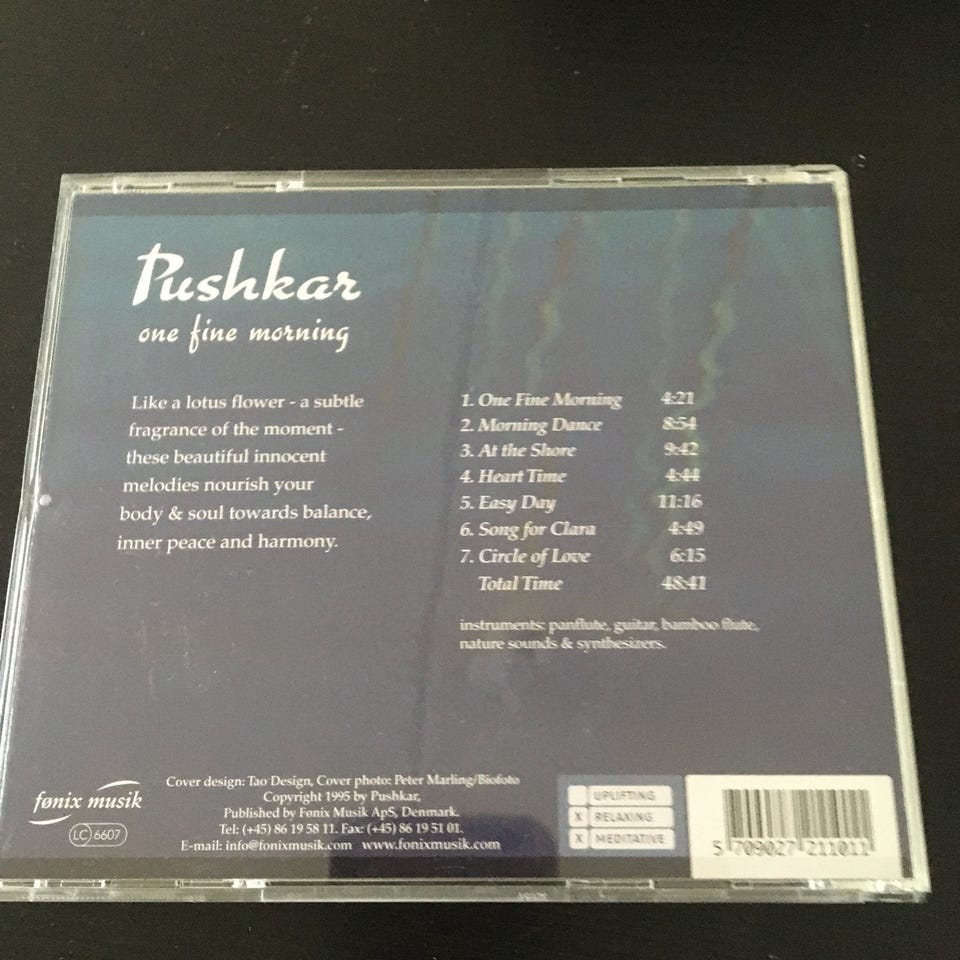 Pushkar
one fine morning
Like a lotus flower - a subtle
fragrance of the moment -
these beautiful innocent
melodies nourish your
body & soul towards balance,
inner peace and harmony.
1. One Fine Morning 4:21
2. Morning Dance 8:54
3. At the Shore 9:42
4. Heart Time 4:44
5. Easy Day 11:16
6. Song for Clara 4:49
7. Circle of Love 6:15
Total Time 48:41
instruments: panflute, guitar, bamboo flute,
nature sounds & synthesizers.
fønix musik
LC 6607
Cover design: Tao Design, Cover photo: Peter Marling/Biofoto
Copyright 1995 by Pushkar,
Published by Fønix Musik ApS, Denmark.
Tel: (+45) 86 19 58 11. Fax: (+45) 86 19 51 01.
E-mail: info@fonixmusik.com www.fonixmusik.com
UPLIFTING
X RELAXING
X MEDITATIVE
5 709027 211011